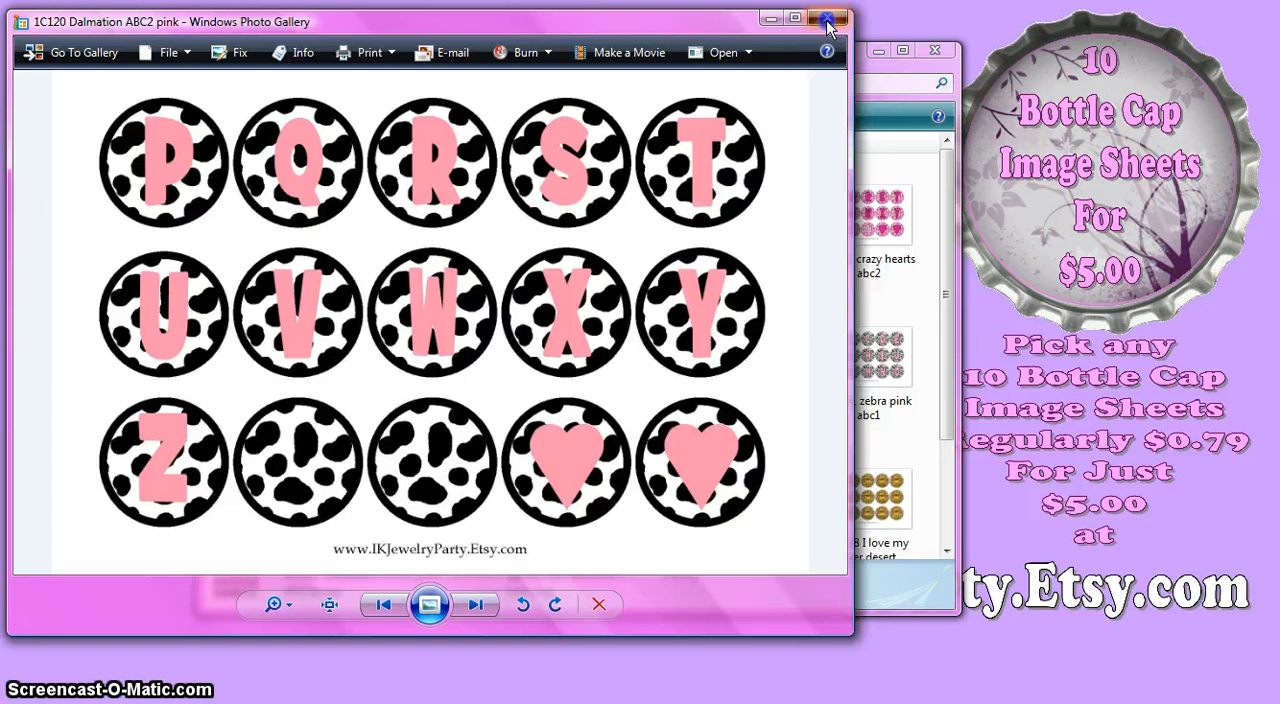 1C120 Dalmation ABC2 pink - Windows Photo Gallery
Go To Gallery File Fix Info Print E-mail Burn Make a Movie Open
P Q R S T
U V W X Y
Z
www.IKJewelryParty.Etsy.com
crazy hearts
abc2
zebra pink
abc1
I love my
desert
10
Bottle Cap
Image Sheets
For
$5.00
Pick any
10 Bottle Cap
Image Sheets
Regularly $0.79
For Just
$5.00
at
ty.Etsy.com
Screencast-O-Matic.com